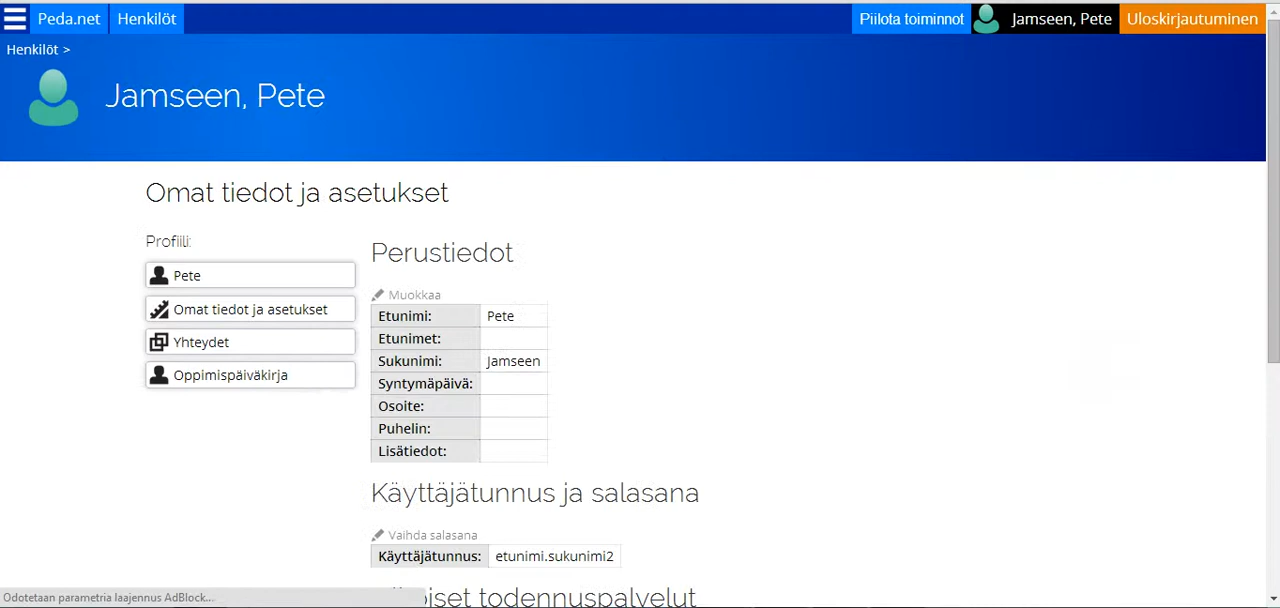 Peda.net Henkilöt Piilota toiminnot Jamseen, Pete Uloskirjautuminen
Henkilöt >
Jamseen, Pete
Omat tiedot ja asetukset
Profiili:
Pete
Omat tiedot ja asetukset
Yhteydet
Oppimispäiväkirja
Perustiedot
Muokkaa
Etunimi: Pete
Etunimet:
Sukunimi: Jamseen
Syntymäpäivä:
Osoite:
Puhelin:
Lisätiedot:
Käyttäjätunnus ja salasana
Vaihda salasana
Käyttäjätunnus: etunimi.sukunimi2
todennuspalvelut
Odotetaan parametria laajennus AdBlock...